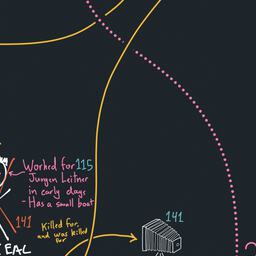 Worked for 115
Jurgen Leitner
in early days
- Has a small boat
141
141
Killed for,
and was killed
for
EAL